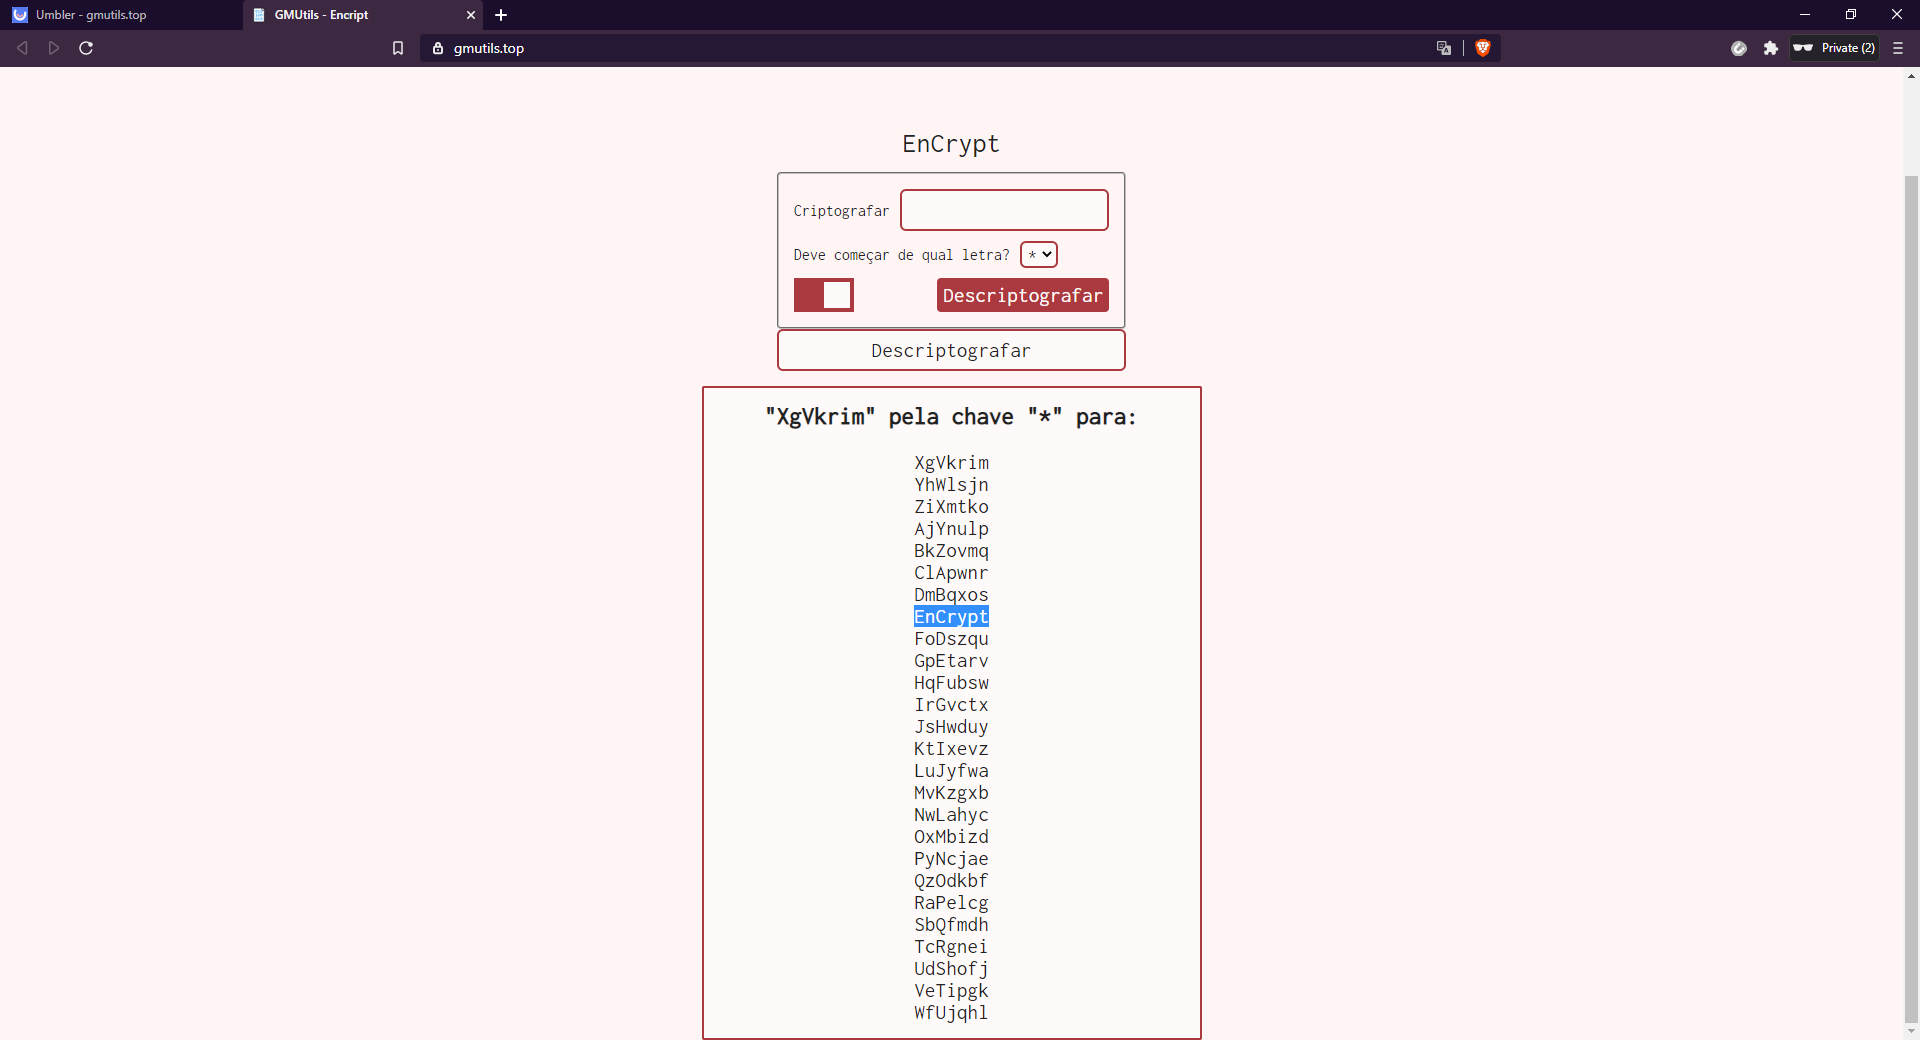 Umbler - gmutils.top
GMUtils - Encript
gmutils.top
Private (2)
EnCrypt
Criptografar
Deve começar de qual letra? *
Descriptografar
Descriptografar
"XgVkrim" pela chave "*" para:
XgVkrim
YhWlsjn
ZiXmtko
AjYnulp
BkZovmq
ClApwnr
DmBqxos
EnCrypt
FoDszqu
GpEtarv
HqFubsw
IrGvctx
JsHwduy
KtIxevz
LuJyfwa
MvKzgxb
NwLahyc
OxMbizd
PyNcjae
QzOdkbf
RaPelcg
SbQfmdh
TcRgnei
UdShofj
VeTipgk
WfUjqhl